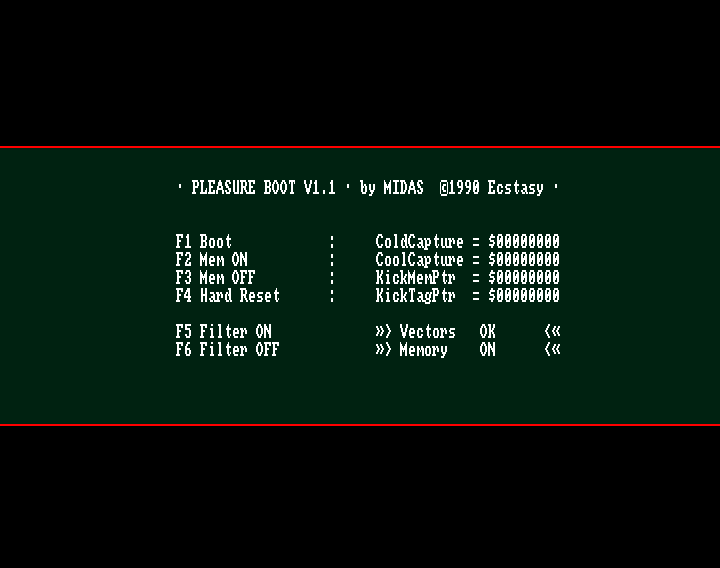 · PLEASURE BOOT V1.1 · by MIDAS ©1990 Ecstasy ·
F1 Boot : ColdCapture = $00000000
F2 Mem ON : CoolCapture = $00000000
F3 Mem OFF : KickMemPtr = $00000000
F4 Hard Reset : KickTagPtr = $00000000
F5 Filter ON »> Vectors OK <«
F6 Filter OFF »> Memory ON <«